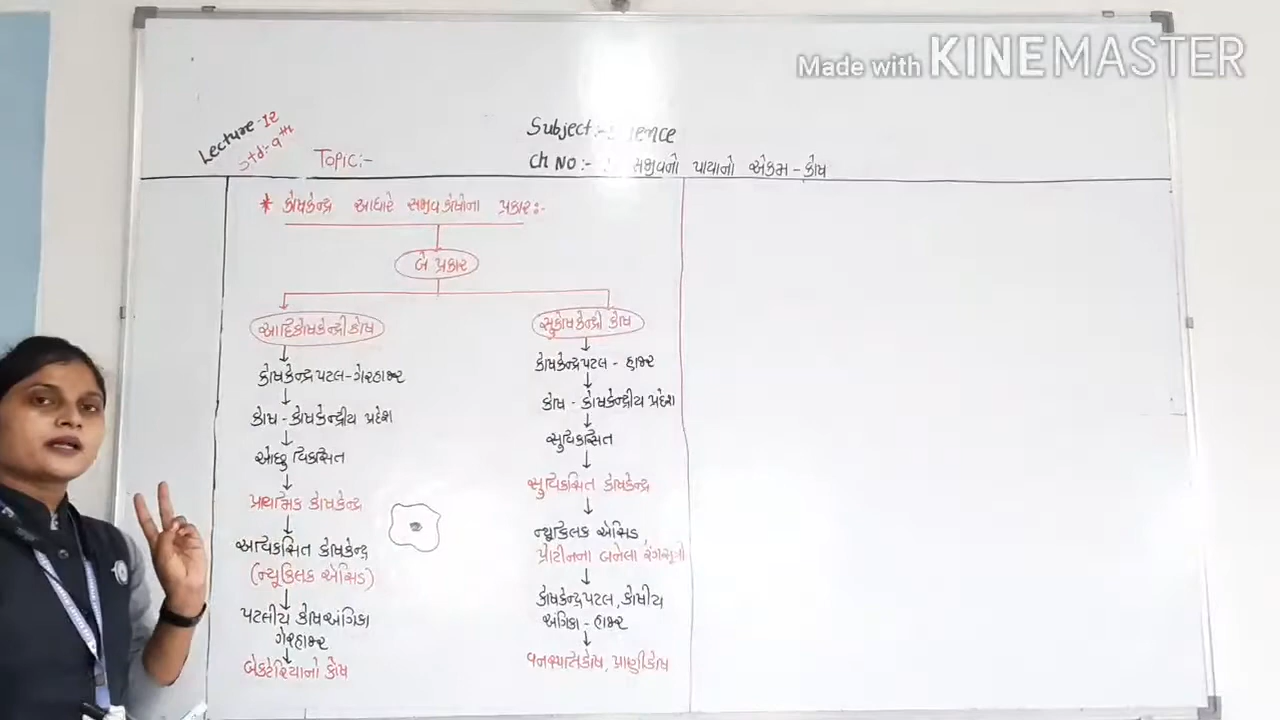 Made with KINEMASTER
Lecture-12
Std:-9th
Topic:-
Subject:-Science
Ch No:- સજીવનો પાયાનો એકમ - કોષ
* કોષકેન્દ્ર આધારે સજીવકોષોના પ્રકાર:-
બે પ્રકાર
આદિકોષકેન્દ્રી કોષ
કોષકેન્દ્રપટલ-ગેરહાજર
કોષ - કોષકેન્દ્રીય પ્રદેશ
ઓછુ વિકસિત
પ્રાથમિક કોષકેન્દ્ર
અવિકસિત કોષકેન્દ્ર
(ન્યૂક્લિક એસિડ)
પટલીય કોષઅંગિકા
ગેરહાજર
બેક્ટેરિયાનો કોષ
સુકોષકેન્દ્રી કોષ
કોષકેન્દ્રપટલ - હાજર
કોષ - કોષકેન્દ્રીય પ્રદેશ
સુવિકસિત
સુવિકસિત કોષકેન્દ્ર
ન્યૂક્લિક એસિડ,
પ્રોટીનના બનેલા રંગસૂત્રો
કોષકેન્દ્રપટલ, કોષીય
અંગિકા - હાજર
વનસ્પતિકોષ, પ્રાણીકોષ